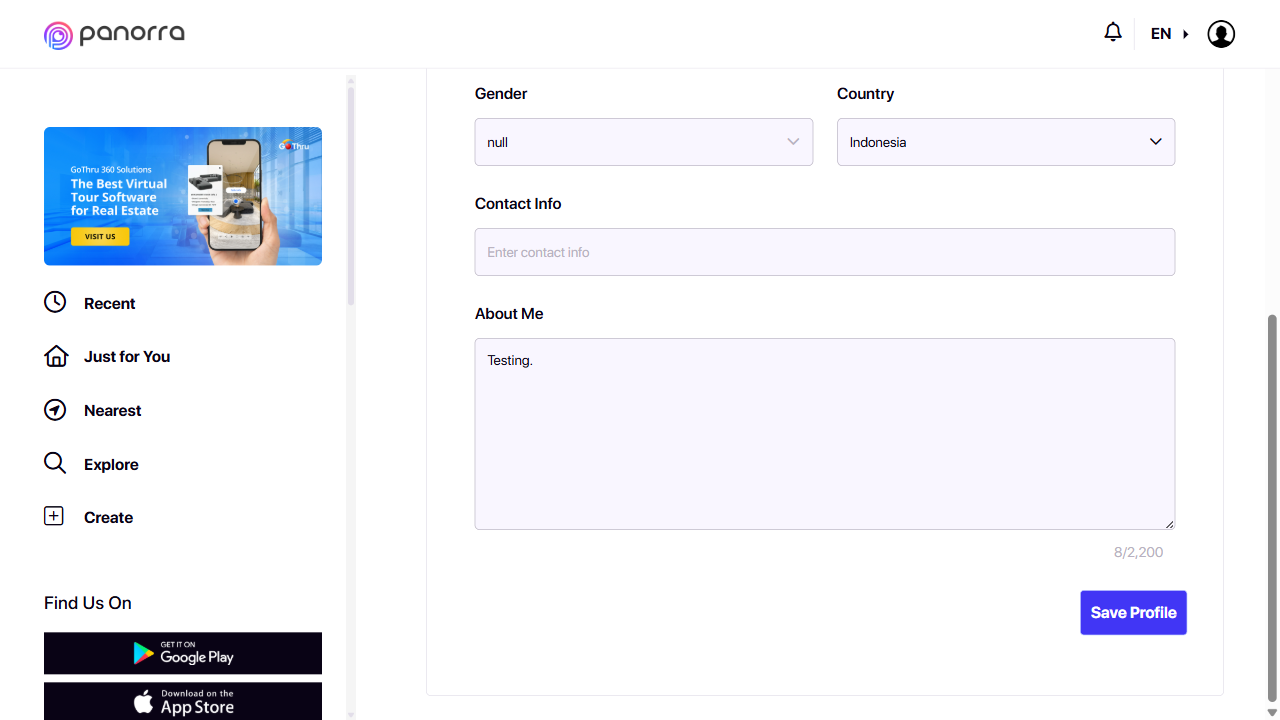 panorra
EN
GoThru
GoThru 360 Solutions
The Best Virtual
Tour Software
for Real Estate
VISIT US
Recent
Just for You
Nearest
Explore
Create
Find Us On
GET IT ON
Google Play
Download on the
App Store
Gender
Country
null
Indonesia
Contact Info
Enter contact info
About Me
Testing.
8/2,200
Save Profile